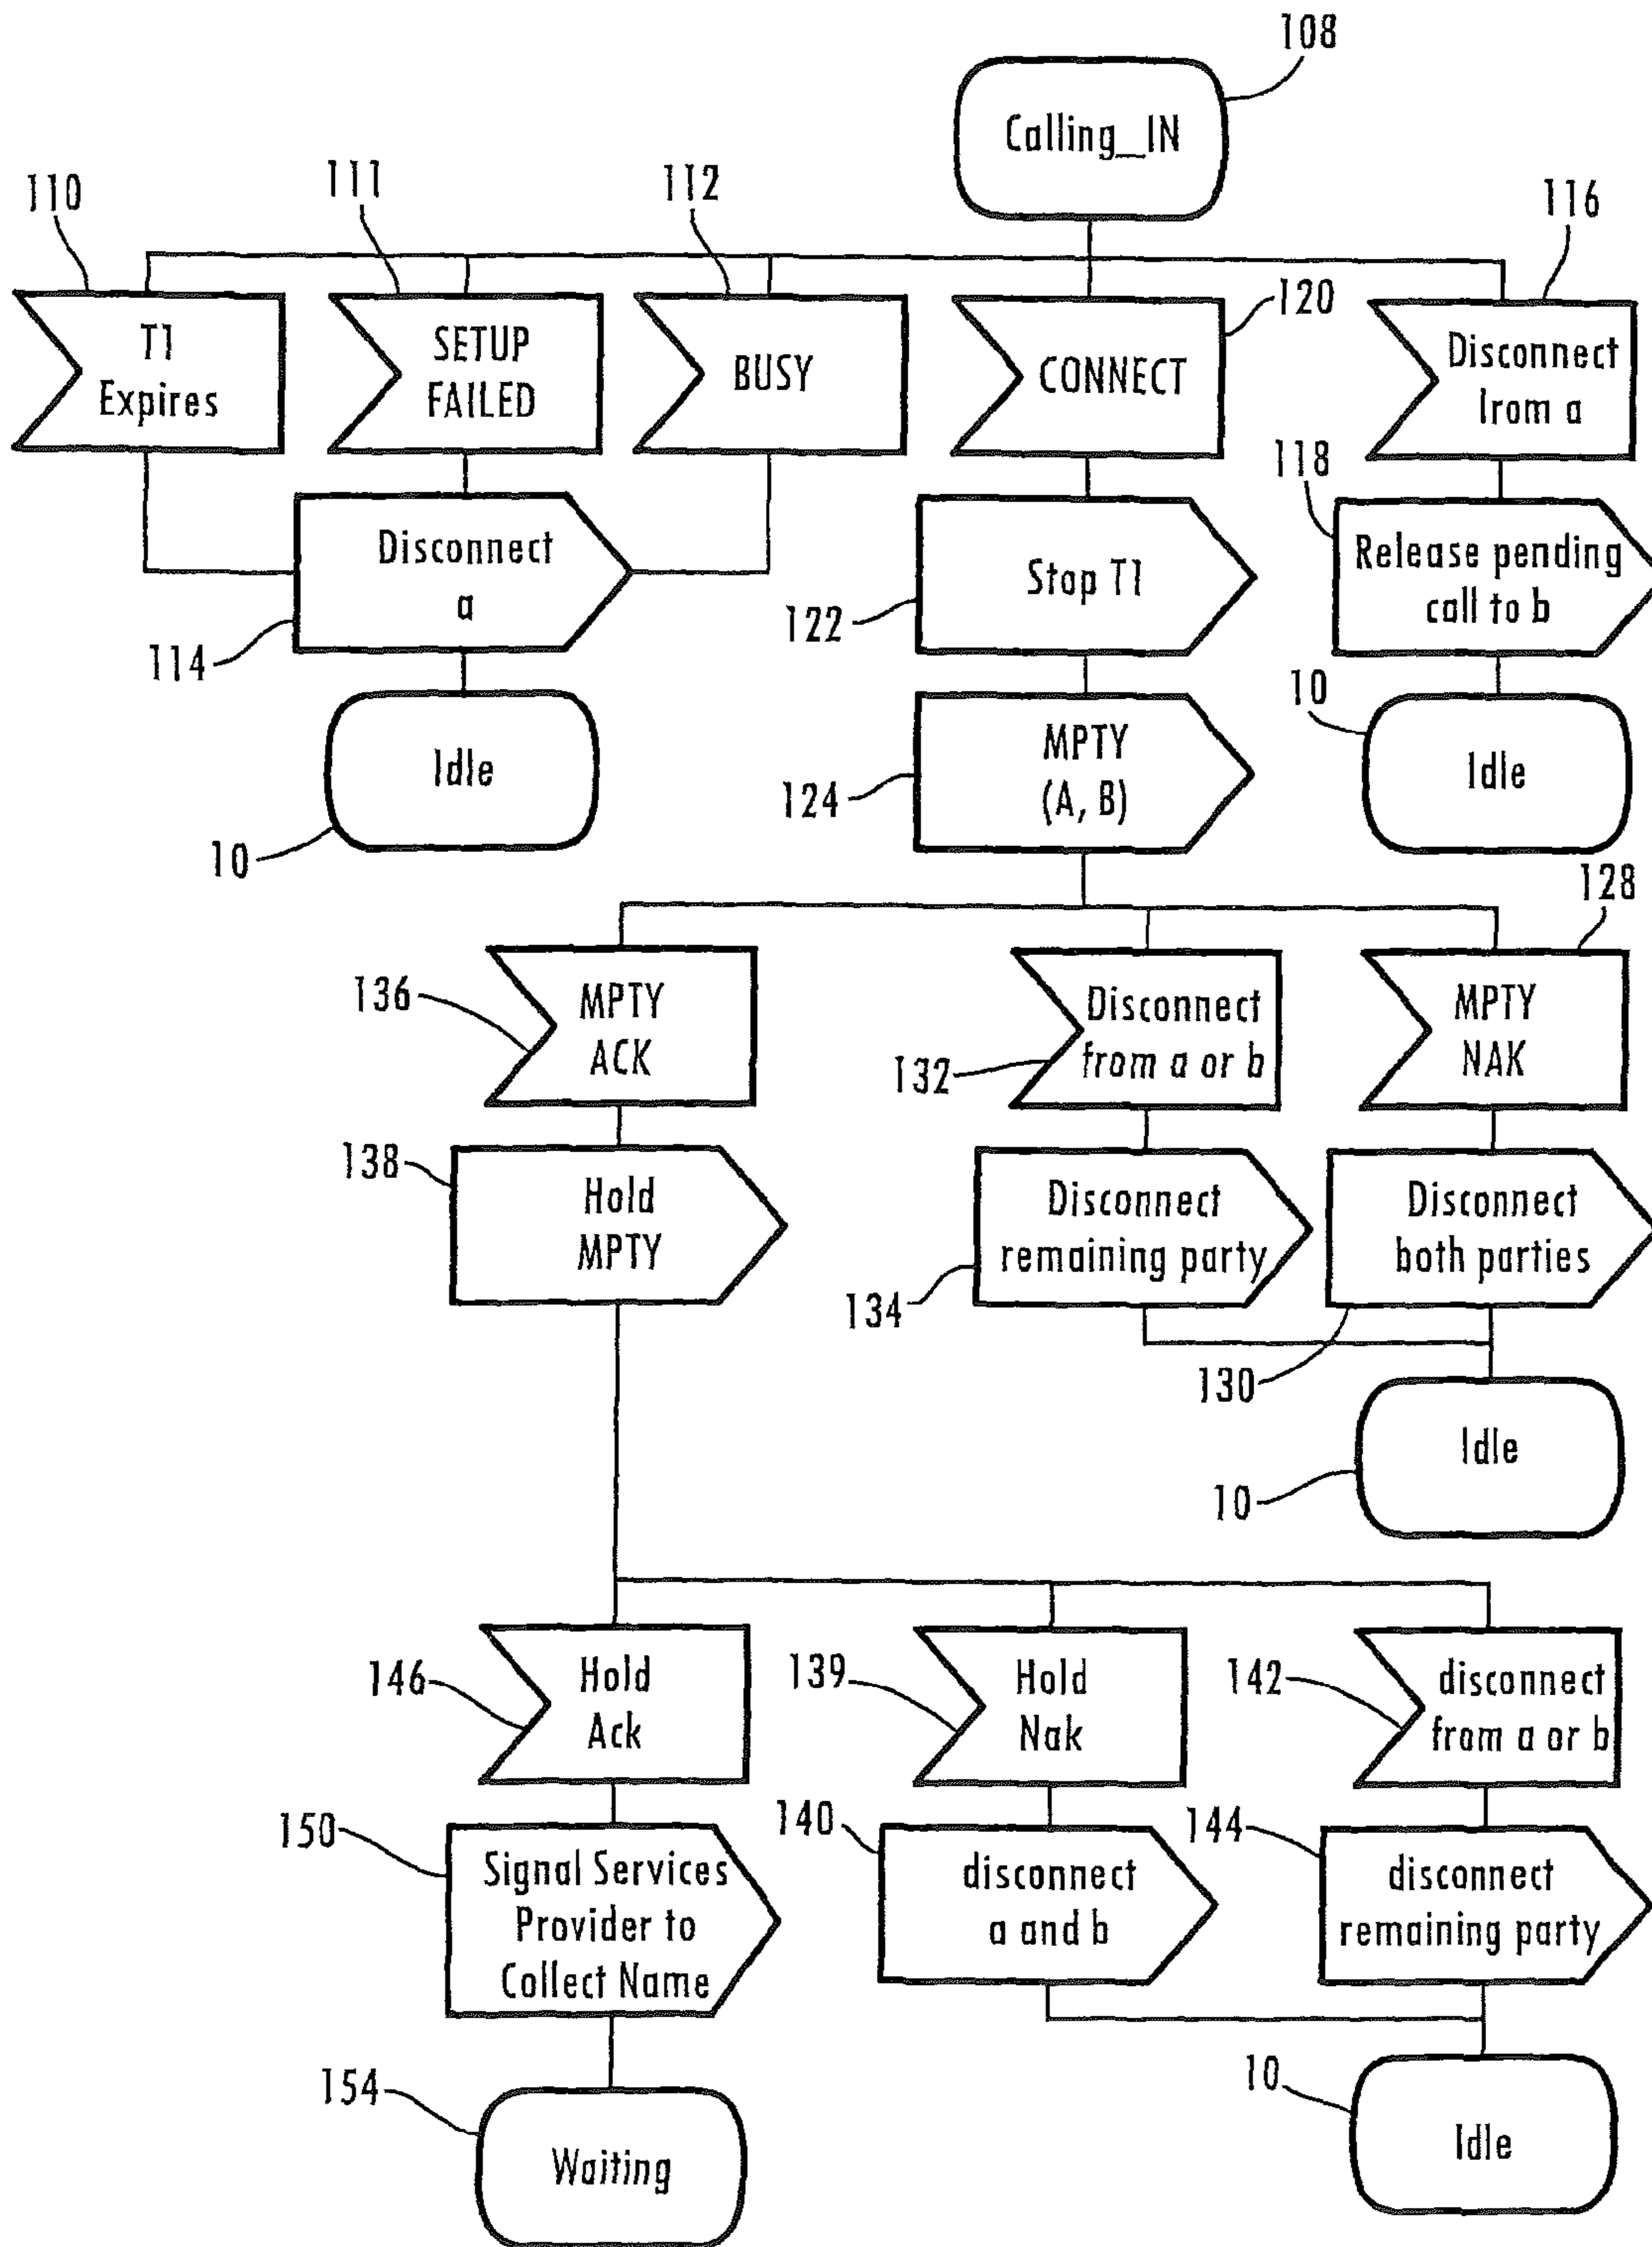 108
Calling_IN
110
111
112
116
T1
Expires
SETUP
FAILED
BUSY
CONNECT
120
Disconnect
from a
118
Disconnect
a
114
Stop T1
122
Release pending
call to b
10
Idle
10
MPTY
(A, B)
124
Idle
128
136
MPTY
ACK
132
Disconnect
from a or b
MPTY
NAK
138
Hold
MPTY
Disconnect
remaining party
134
Disconnect
both parties
130
Idle
10
146
Hold
Ack
139
Hold
Nak
142
disconnect
from a or b
150
Signal Services
Provider to
Collect Name
140
disconnect
a and b
144
disconnect
remaining party
154
Waiting
10
Idle